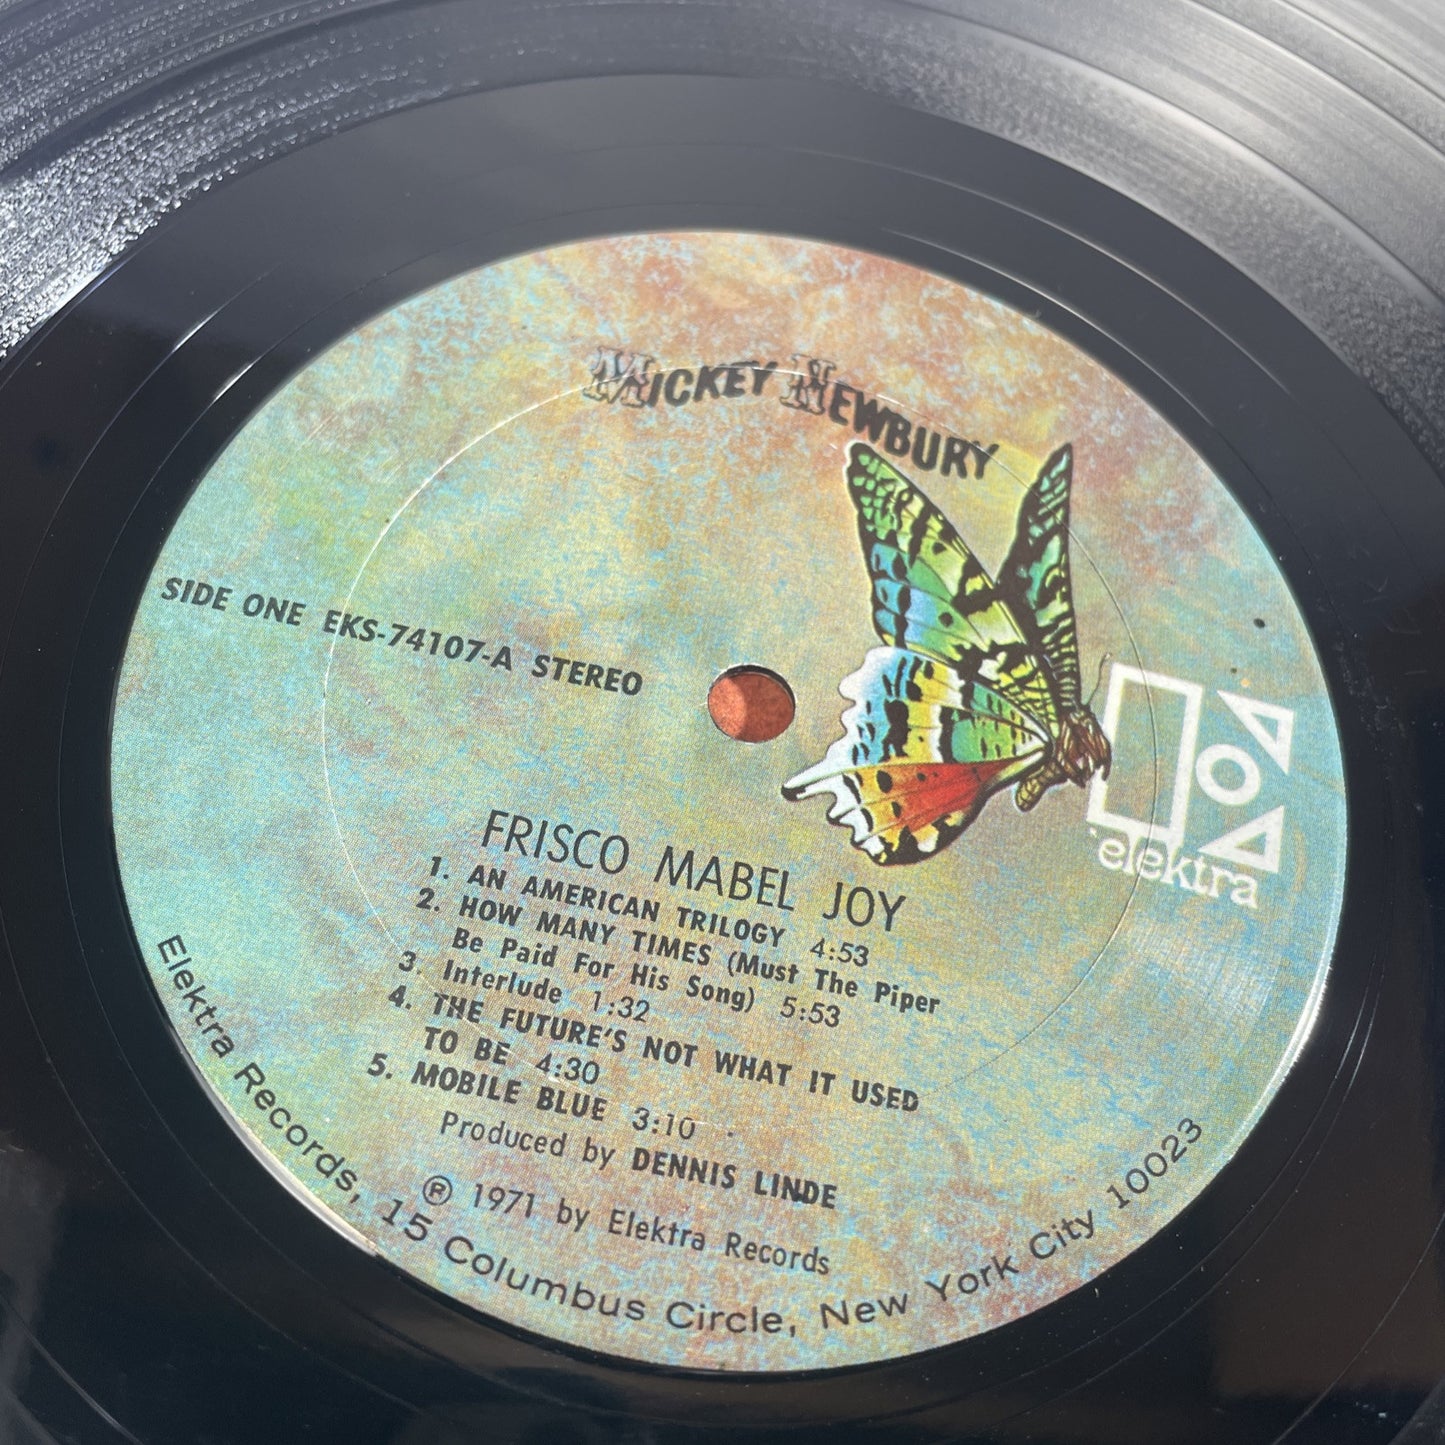 MICKEY NEWBURY
SIDE ONE EKS-74107-A STEREO
elektra
FRISCO MABEL JOY
1. AN AMERICAN TRILOGY 4:53
2. HOW MANY TIMES (Must The Piper
Be Paid For His Song) 5:53
3. Interlude 1:32
4. THE FUTURE'S NOT WHAT IT USED
TO BE 4:30
5. MOBILE BLUE 3:10
Produced by DENNIS LINDE
℗ 1971 by Elektra Records
Elektra Records, 15 Columbus Circle, New York City 10023